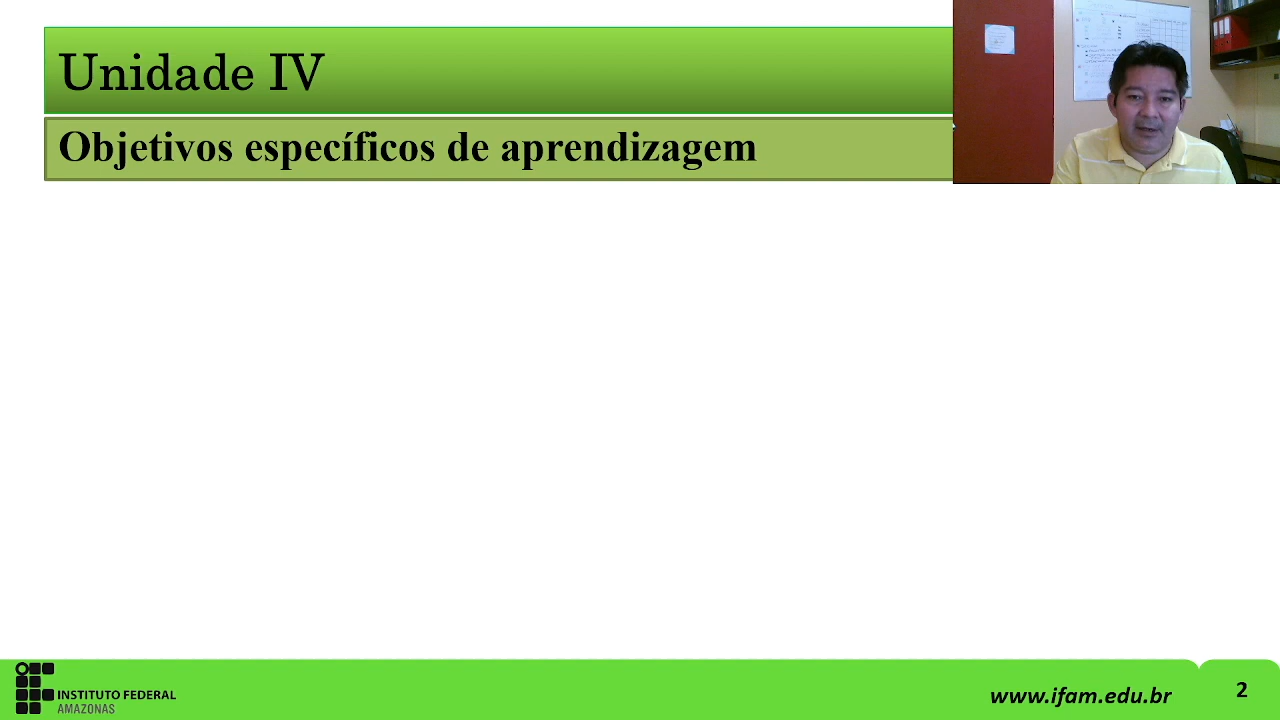 Unidade IV
Objetivos específicos de aprendizagem
INSTITUTO FEDERAL
AMAZONAS
www.ifam.edu.br
2